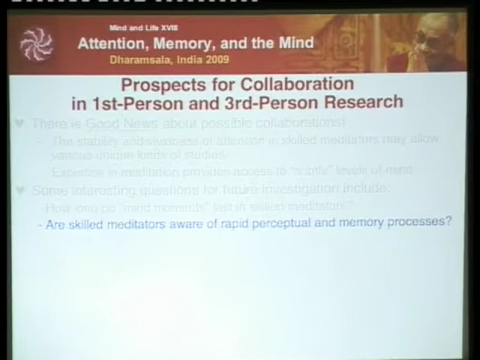 Mind and Life XVIII
Attention, Memory, and the Mind
Dharamsala, India 2009
Prospects for Collaboration
in 1st-Person and 3rd-Person Research
♥ There is Good News about possible collaborations!
- The stability and vividness of attention in skilled meditators may allow
various unique kinds of studies.
Expertise in meditation provides access to "subtle" levels of mind
♥ Some interesting questions for future investigation include:
How long do "mind moments" last in skilled meditators?
- Are skilled meditators aware of rapid perceptual and memory processes?